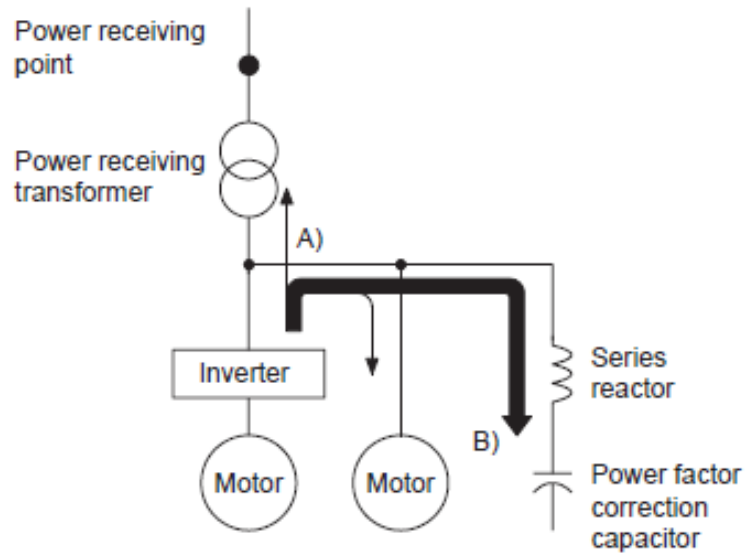 Power receiving
point
Power receiving
transformer
A)
Inverter
Series
reactor
B)
Motor
Motor
Power factor
correction
capacitor